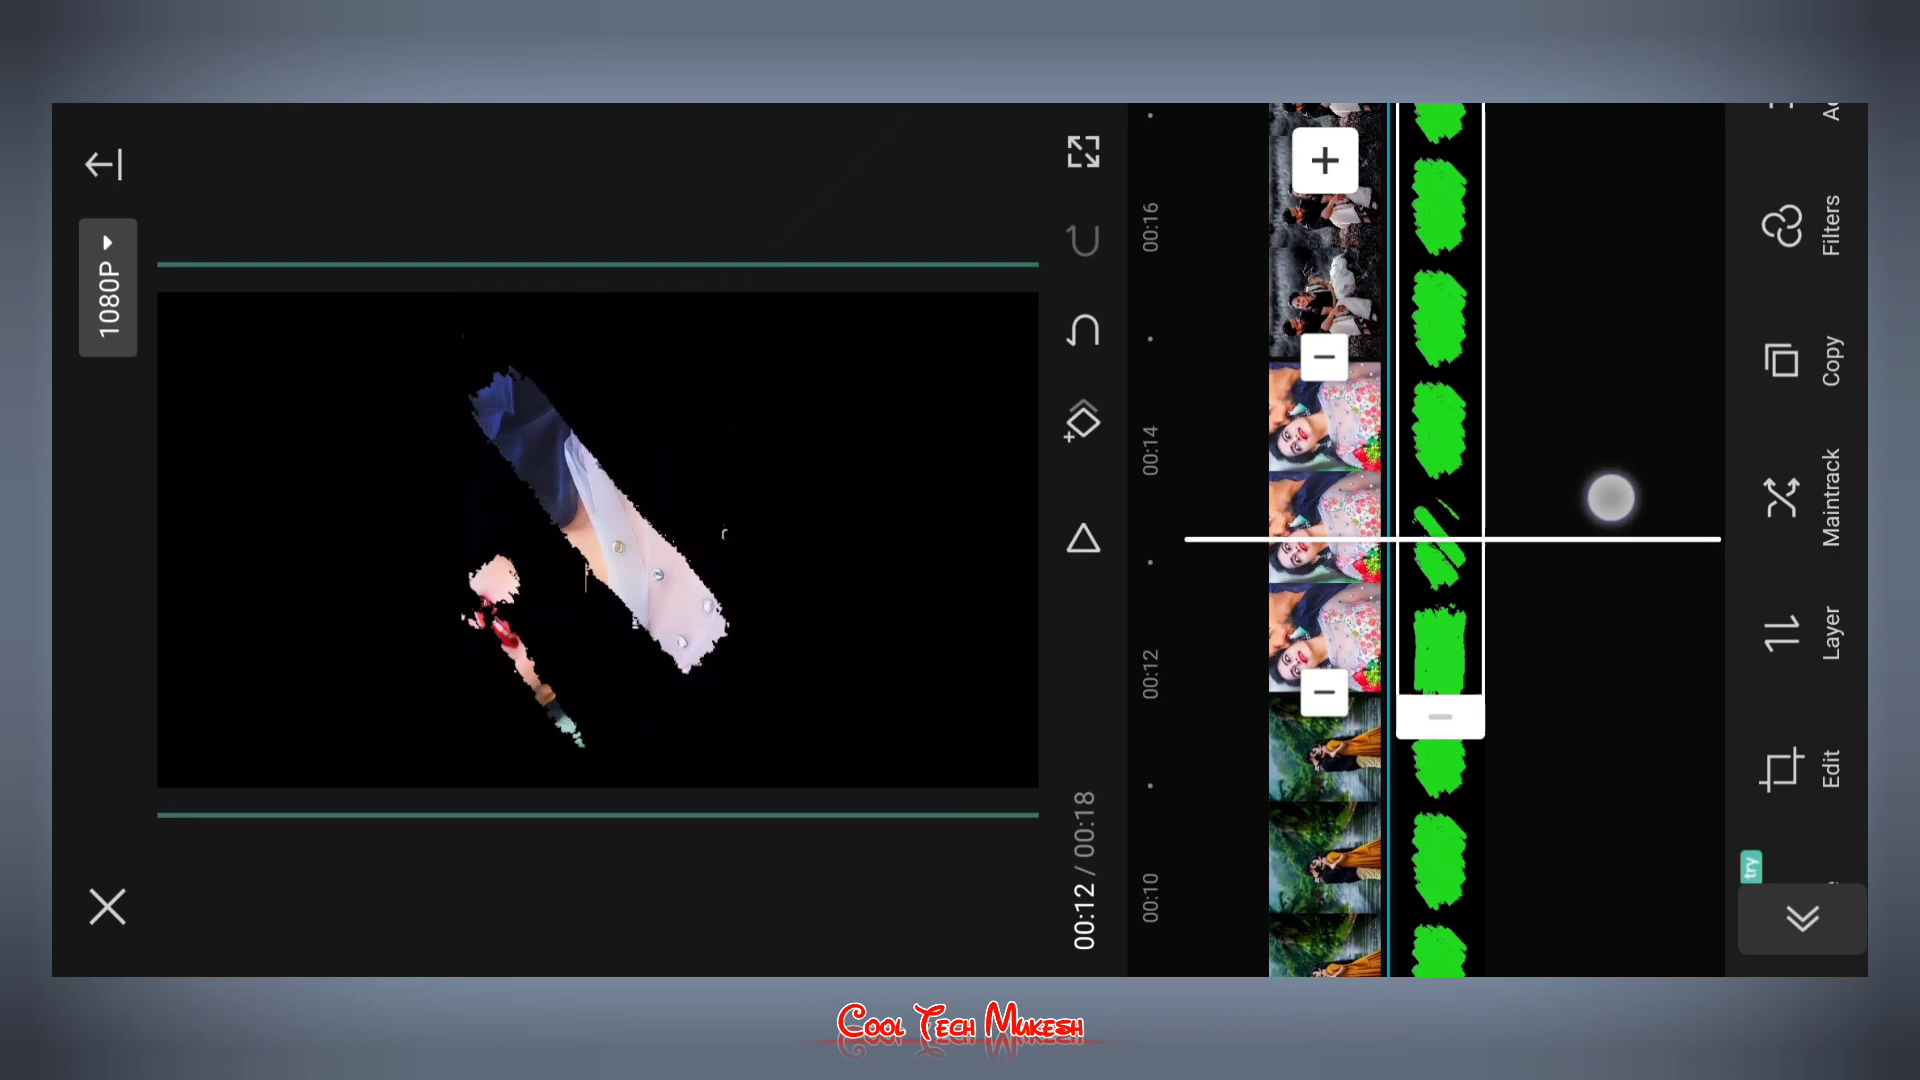 1080P
00:12 / 00:18
00:10
00:12
00:14
00:16
try
Edit
Layer
Maintrack
Copy
Filters
COOL TECH MUKESH